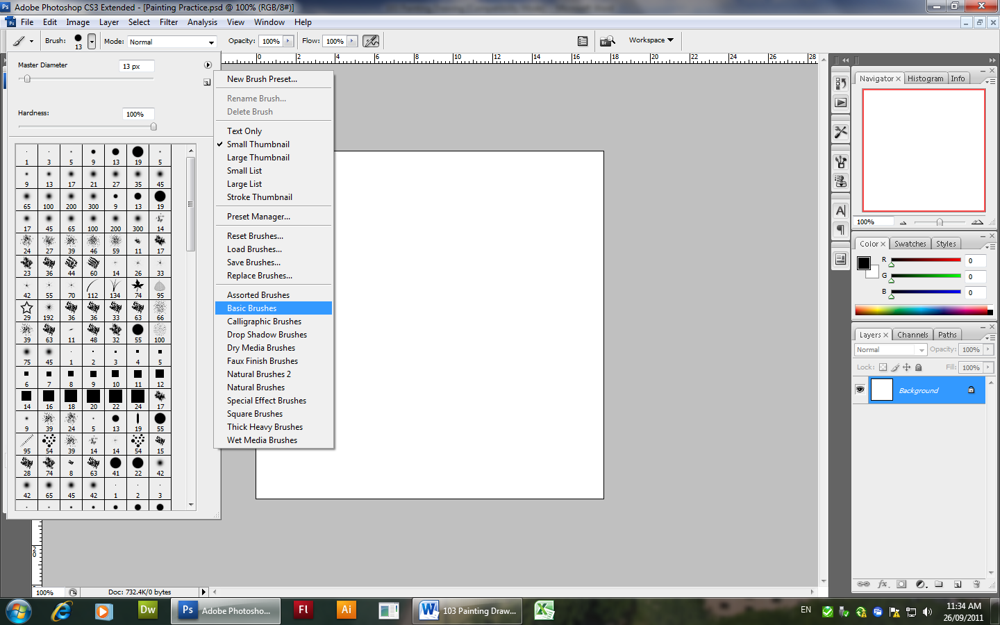 Adobe Photoshop CS3 Extended - [Painting Practice.psd @ 100% (RGB/8#)]
File Edit Image Layer Select Filter Analysis View Window Help
Brush: 13 Mode: Normal Opacity: 100% Flow: 100% Workspace
0 2 4 6 8 10 12 14 16 18 20 22 24 26 28
Master Diameter 13 px
Hardness: 100%
1 3 5 9 13 19 5
9 13 17 21 27 35 45
65 100 200 300 9 13 19
17 45 65 100 200 300 14
24 27 39 46 59 11 17
23 36 44 60 14 26 33
42 55 70 112 134 74 95
29 192 36 36 33 63 66
39 63 11 48 32 55 100
75 45 1 2 3 4 5
6 7 8 9 10 11 12
14 16 18 20 22 24 17
9 39 24 5 13 19 55
95 54 39 14 14 54 15
28 74 8 63 41 22 42
42 65 45 42 1 2 3
New Brush Preset...
Rename Brush...
Delete Brush
Text Only
Small Thumbnail
Large Thumbnail
Small List
Large List
Stroke Thumbnail
Preset Manager...
Reset Brushes...
Load Brushes...
Save Brushes...
Replace Brushes...
Assorted Brushes
Basic Brushes
Calligraphic Brushes
Drop Shadow Brushes
Dry Media Brushes
Faux Finish Brushes
Natural Brushes 2
Natural Brushes
Special Effect Brushes
Square Brushes
Thick Heavy Brushes
Wet Media Brushes
Navigator Histogram Info
100%
Color Swatches Styles
R 0
G 0
B 0
Layers Channels Paths
Normal Opacity: 100%
Lock: Fill: 100%
Background
20
100% Doc: 732.4K/0 bytes
Dw Ps Adobe Photosho... Fl Ai 103 Painting Draw... EN 11:34 AM
26/09/2011